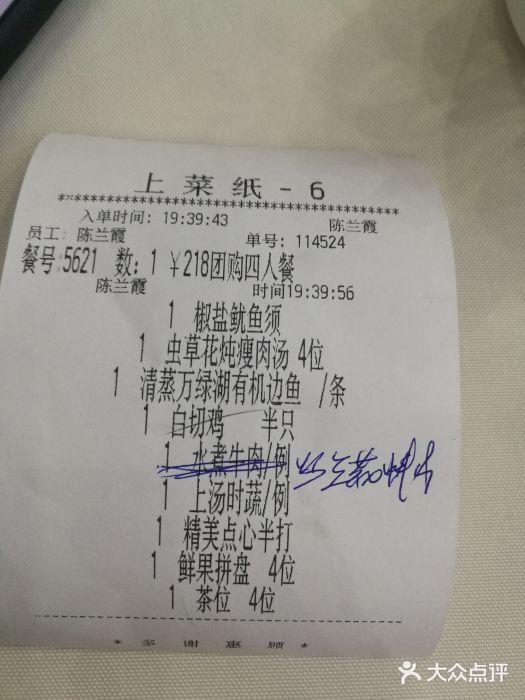 上菜纸-6
****************************************
入单时间: 19:39:43 陈兰霞
员工: 陈兰霞 单号: 114524
餐号:5621 数: 1 ￥218团购四人餐
陈兰霞 时间19:39:56
1 椒盐鱿鱼须
1 虫草花炖瘦肉汤 4位
1 清蒸万绿湖有机边鱼 /条
1 白切鸡 半只
1 水煮牛肉/例
1 上汤时蔬/例
1 精美点心半打
1 鲜果拼盘 4位
1 茶位 4位
* 多 谢 惠 顾 *
大众点评